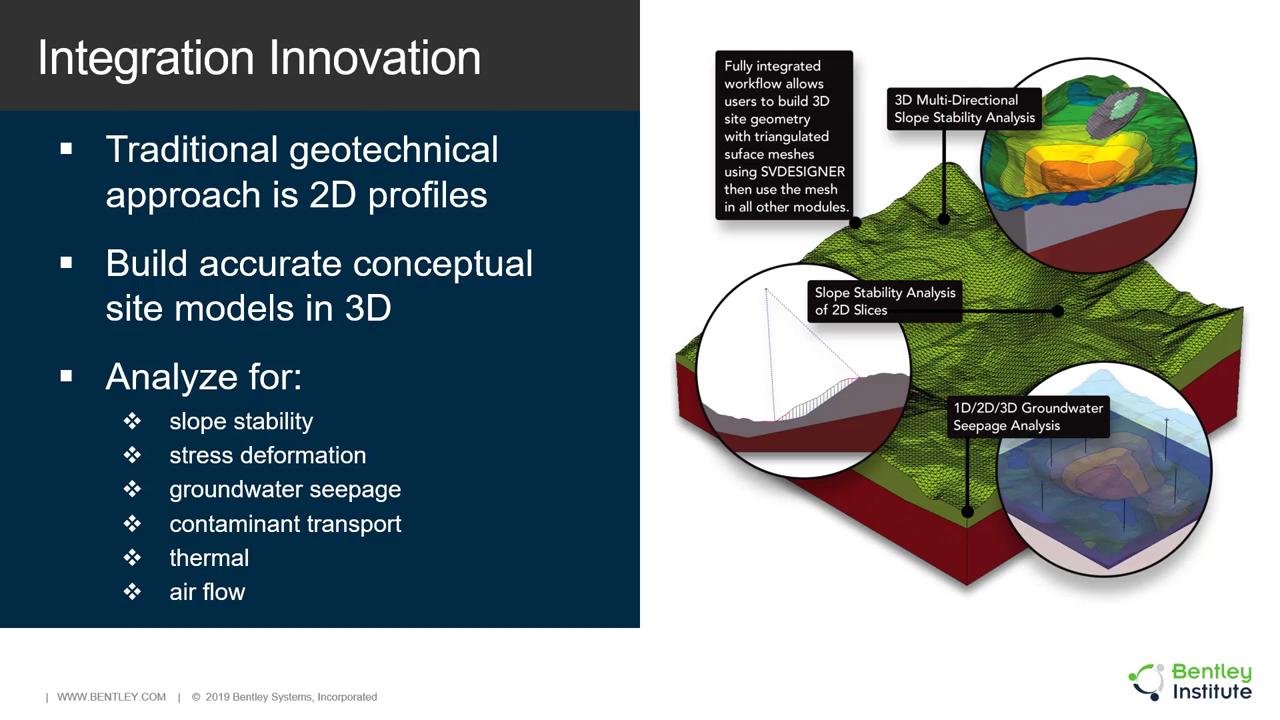 Integration Innovation
▪ Traditional geotechnical
approach is 2D profiles
▪ Build accurate conceptual
site models in 3D
▪ Analyze for:
❖ slope stability
❖ stress deformation
❖ groundwater seepage
❖ contaminant transport
❖ thermal
❖ air flow
Fully integrated
workflow allows
users to build 3D
site geometry
with triangulated
suface meshes
using SVDESIGNER
then use the mesh
in all other modules.
3D Multi-Directional
Slope Stability Analysis
Slope Stability Analysis
of 2D Slices
1D/2D/3D Groundwater
Seepage Analysis
| WWW.BENTLEY.COM | © 2019 Bentley Systems, Incorporated
Bentley
Institute